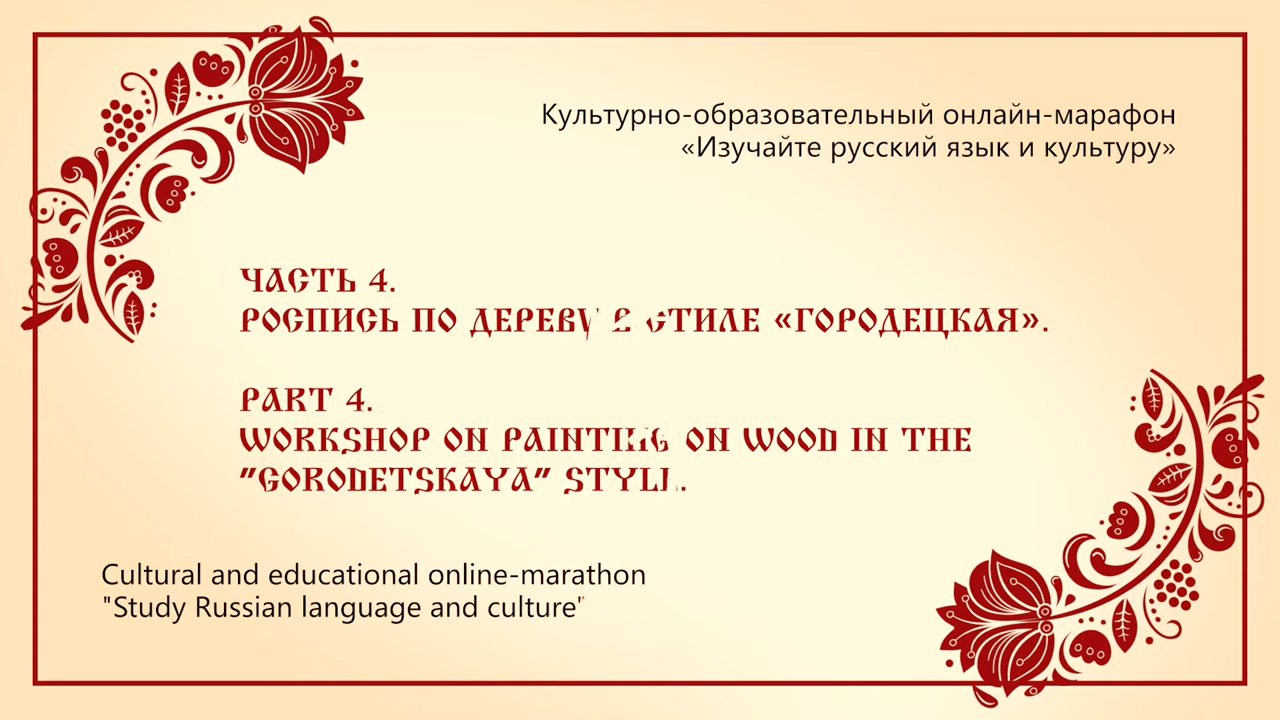 Культурно-образовательный онлайн-марафон
«Изучайте русский язык и культуру»
ЧАСТЬ 4.
РОСПИСЬ ПО ДЕРЕВУ В СТИЛЕ «ГОРОДЕЦКАЯ».
PART 4.
WORKSHOP ON PAINTING ON WOOD IN THE
"GORODETSKAYA" STYLE.
Cultural and educational online-marathon
"Study Russian language and culture"